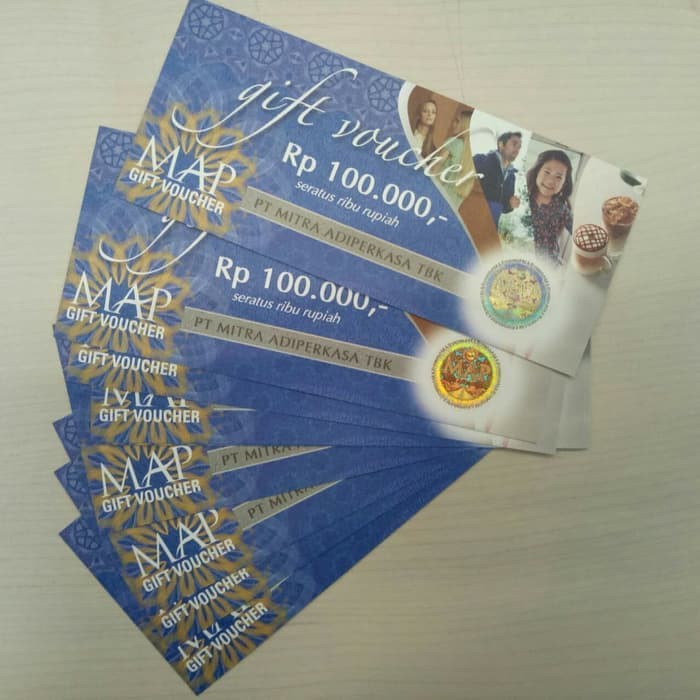 gift voucher
Rp 100.000,-
seratus ribu rupiah
MAP
GIFT VOUCHER
PT MITRA ADIPERKASA TBK
Rp 100.000,-
seratus ribu rupiah
MAP
GIFT VOUCHER
PT MITRA ADIPERKASA TBK
MAP
GIFT VOUCHER
GIFT VOUCHER
MAP
GIFT VOUCHER
PT MITRA
MAP
GIFT VOUCHER
PT MITRA
GIFT VOUCHER
GIFT VOUCHER